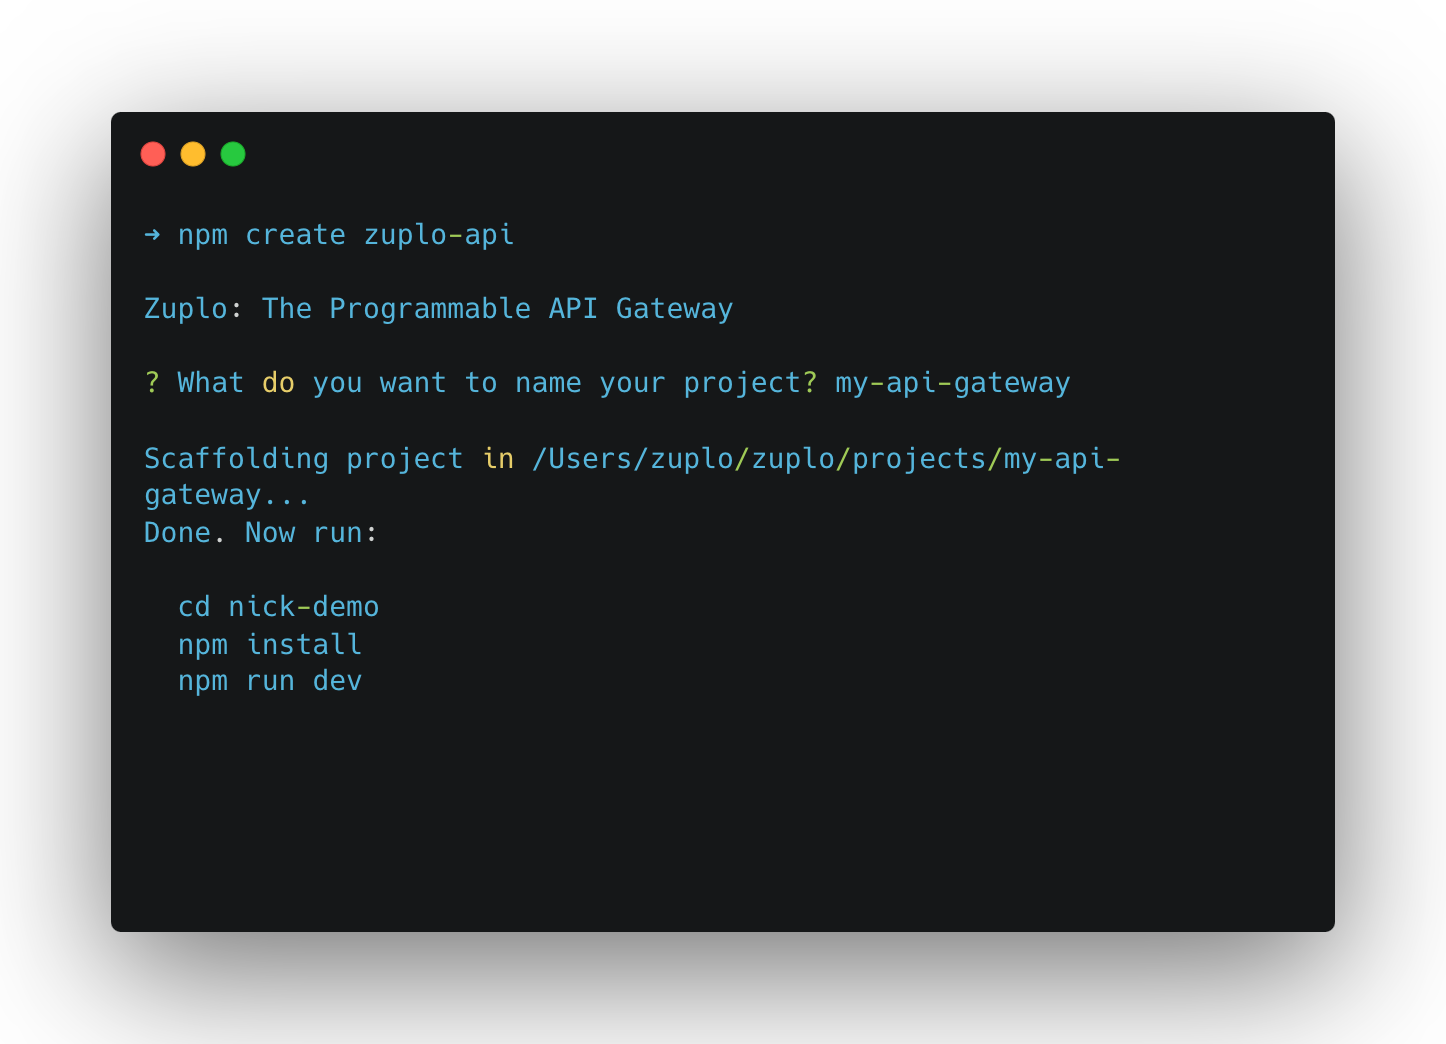 ➜ npm create zuplo-api
Zuplo: The Programmable API Gateway
? What do you want to name your project? my-api-gateway
Scaffolding project in /Users/zuplo/zuplo/projects/my-api-
gateway...
Done. Now run:
cd nick-demo
npm install
npm run dev